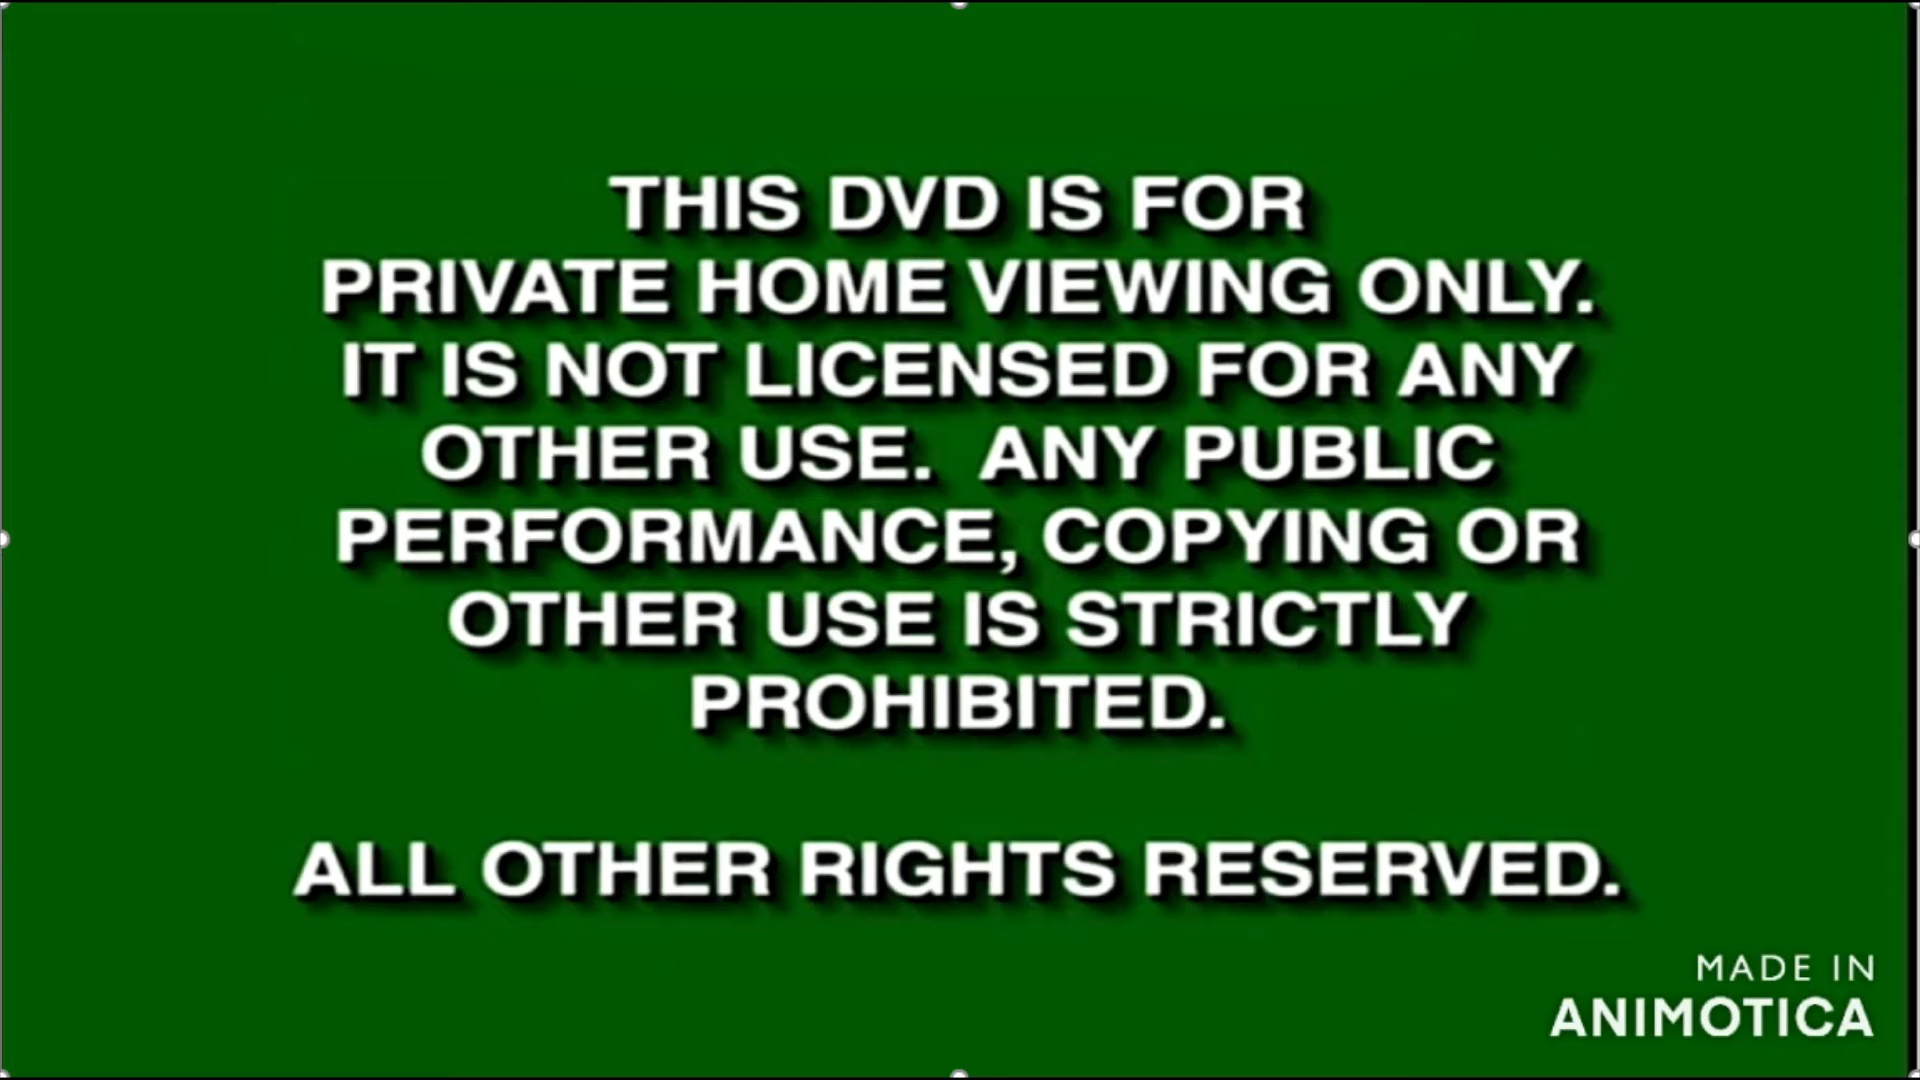 THIS DVD IS FOR
PRIVATE HOME VIEWING ONLY.
IT IS NOT LICENSED FOR ANY
OTHER USE.  ANY PUBLIC
PERFORMANCE, COPYING OR
OTHER USE IS STRICTLY
PROHIBITED.
ALL OTHER RIGHTS RESERVED.
MADE IN
ANIMOTICA